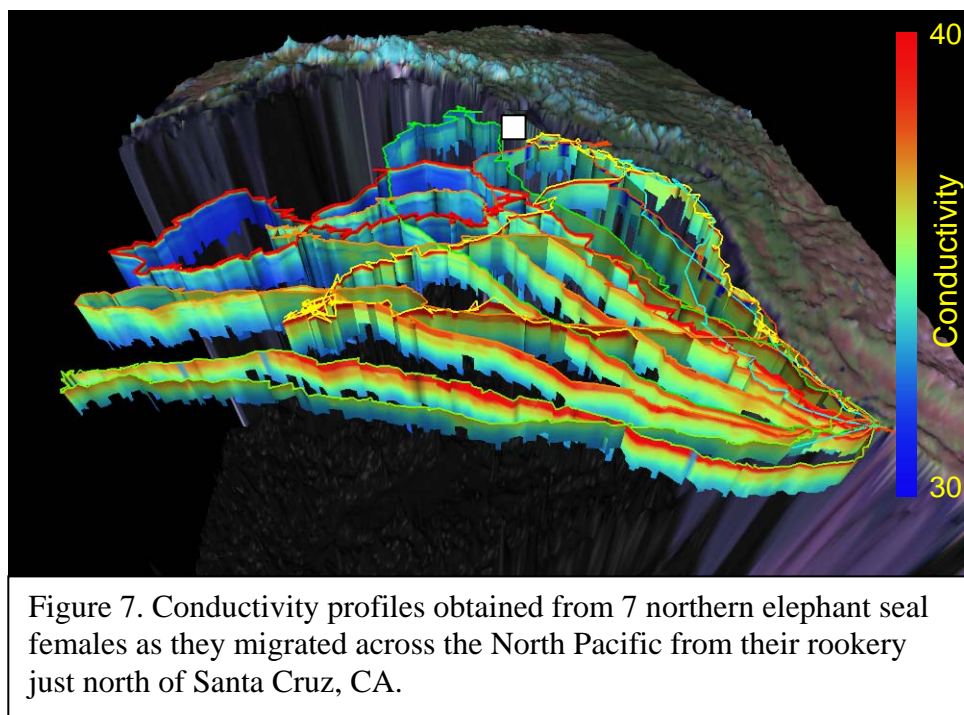 40
Conductivity
30
Figure 7. Conductivity profiles obtained from 7 northern elephant seal
females as they migrated across the North Pacific from their rookery
just north of Santa Cruz, CA.